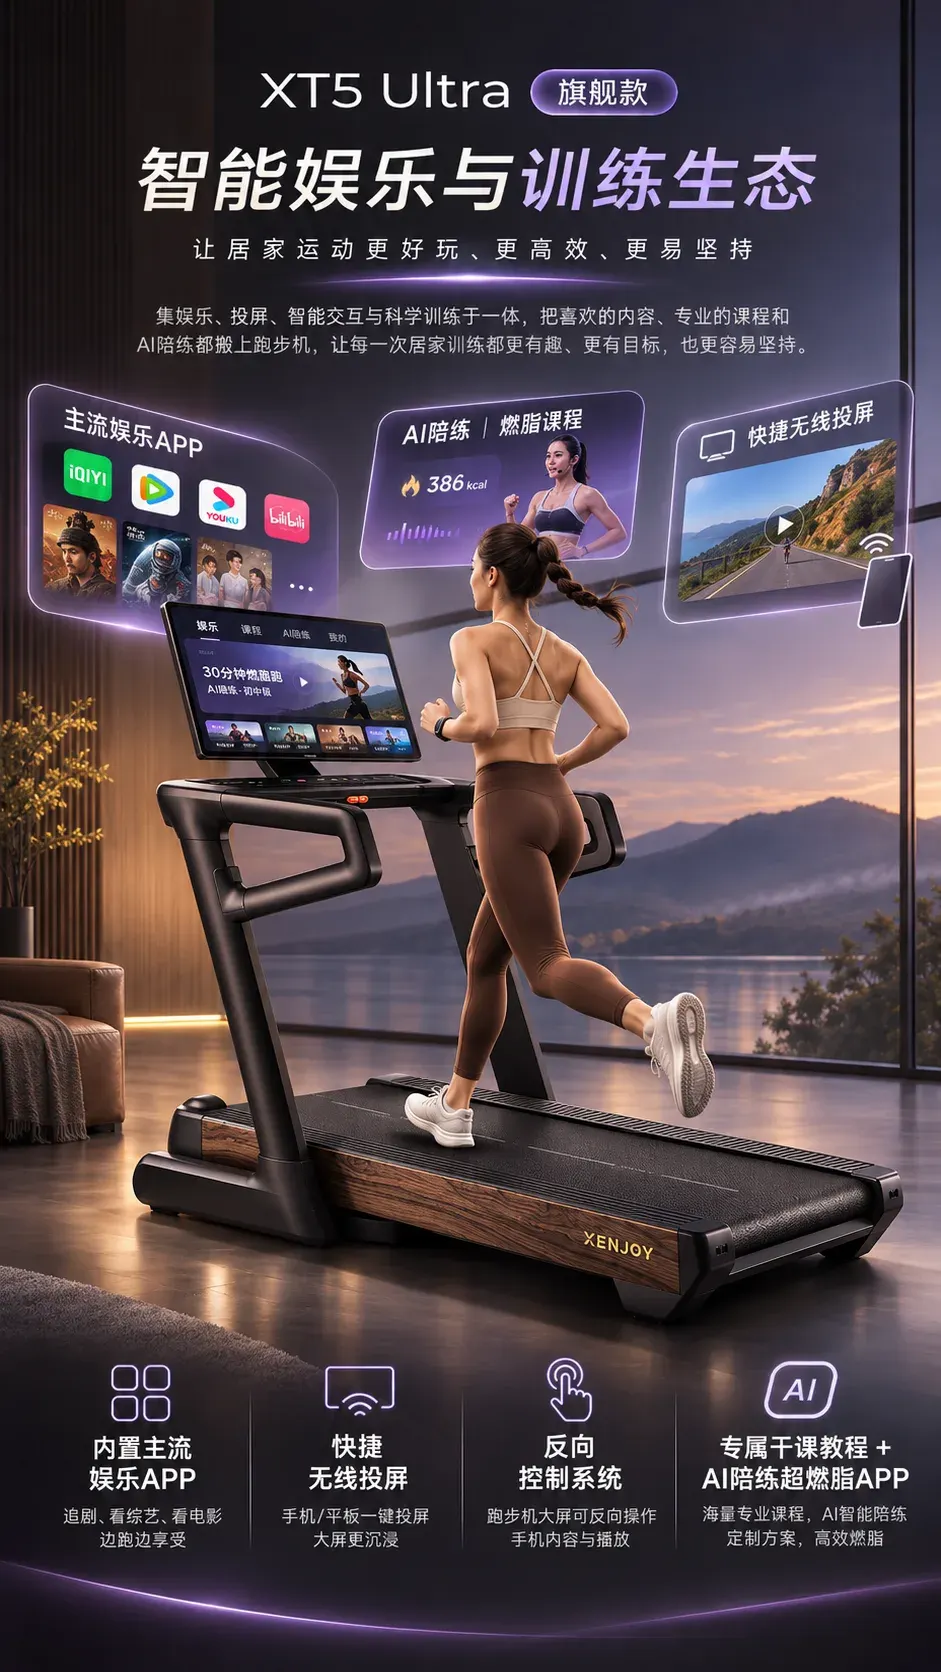 XT5 Ultra 旗舰款
智能娱乐与训练生态
让居家运动更好玩、更高效、更易坚持
集娱乐、投屏、智能交互与科学训练于一体，把喜欢的内容、专业的课程和
AI陪练都搬上跑步机，让每一次居家训练都更有趣、更有目标，也更容易坚持。
主流娱乐APP
iQIYI
YOUKU
bilibili
AI陪练｜燃脂课程
386 kcal
快捷无线投屏
娱乐 课程 AI陪练 我的
30分钟燃脂跑
AI陪练·初中级
XENJOY
内置主流
娱乐APP
追剧、看综艺、看电影
边跑边享受
快捷
无线投屏
手机/平板一键投屏
大屏更沉浸
反向
控制系统
跑步机大屏可反向操作
手机内容与播放
AI
专属千课教程 +
AI陪练超燃脂APP
海量专业课程，AI智能陪练
定制方案，高效燃脂